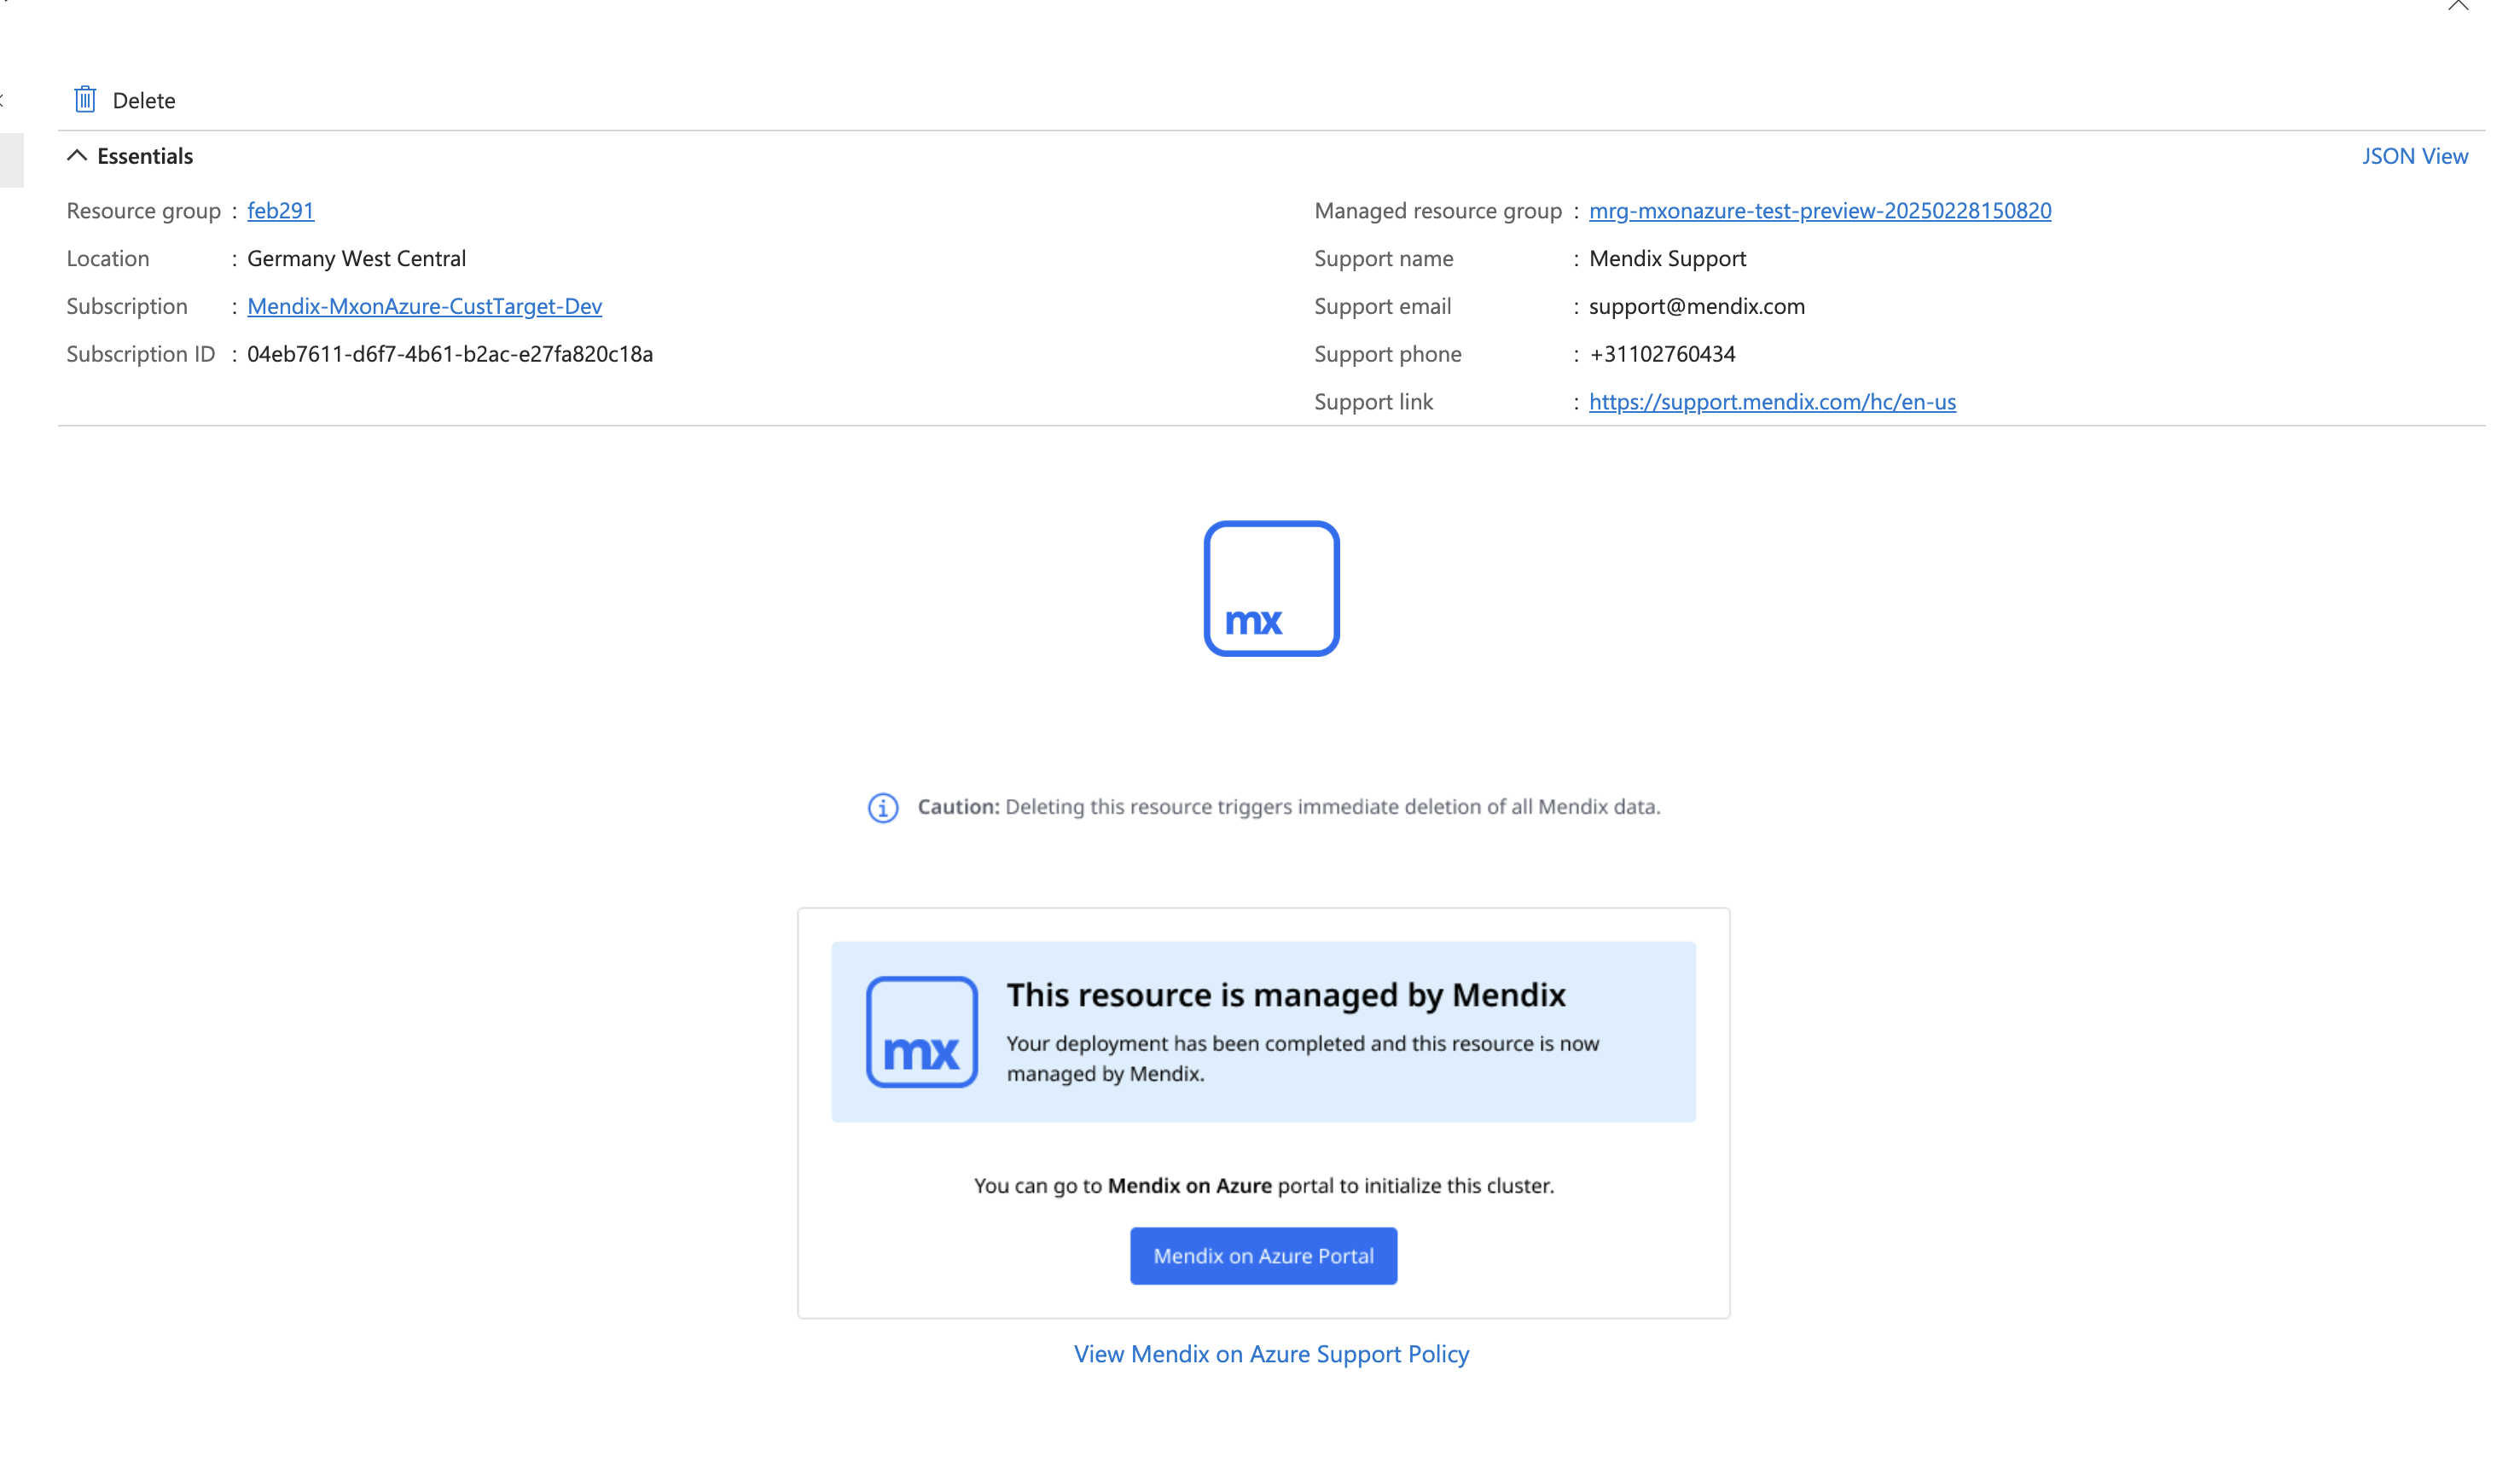 Delete
Essentials
JSON View
Resource group : feb291
Location : Germany West Central
Subscription : Mendix-MxonAzure-CustTarget-Dev
Subscription ID : 04eb7611-d6f7-4b61-b2ac-e27fa820c18a
Managed resource group : mrg-mxonazure-test-preview-20250228150820
Support name : Mendix Support
Support email : support@mendix.com
Support phone : +31102760434
Support link : https://support.mendix.com/hc/en-us
mx
Caution: Deleting this resource triggers immediate deletion of all Mendix data.
mx
This resource is managed by Mendix
Your deployment has been completed and this resource is now
managed by Mendix.
You can go to Mendix on Azure portal to initialize this cluster.
Mendix on Azure Portal
View Mendix on Azure Support Policy